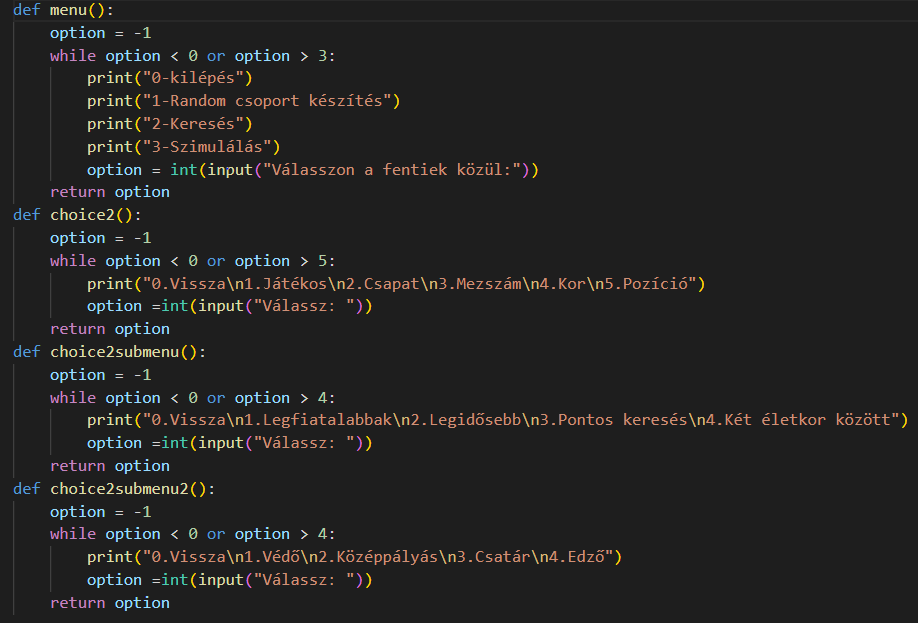 def menu():
    option = -1
    while option < 0 or option > 3:
        print("0-kilépés")
        print("1-Random csoport készítés")
        print("2-Keresés")
        print("3-Szimulálás")
        option = int(input("Válasszon a fentiek közül:"))
    return option
def choice2():
    option = -1
    while option < 0 or option > 5:
        print("0.Vissza\n1.Játékos\n2.Csapat\n3.Mezszám\n4.Kor\n5.Pozíció")
        option =int(input("Válassz: "))
    return option
def choice2submenu():
    option = -1
    while option < 0 or option > 4:
        print("0.Vissza\n1.Legfiatalabbak\n2.Legidősebb\n3.Pontos keresés\n4.Két életkor között")
        option =int(input("Válassz: "))
    return option
def choice2submenu2():
    option = -1
    while option < 0 or option > 4:
        print("0.Vissza\n1.Védő\n2.Középpályás\n3.Csatár\n4.Edző")
        option =int(input("Válassz: "))
    return option